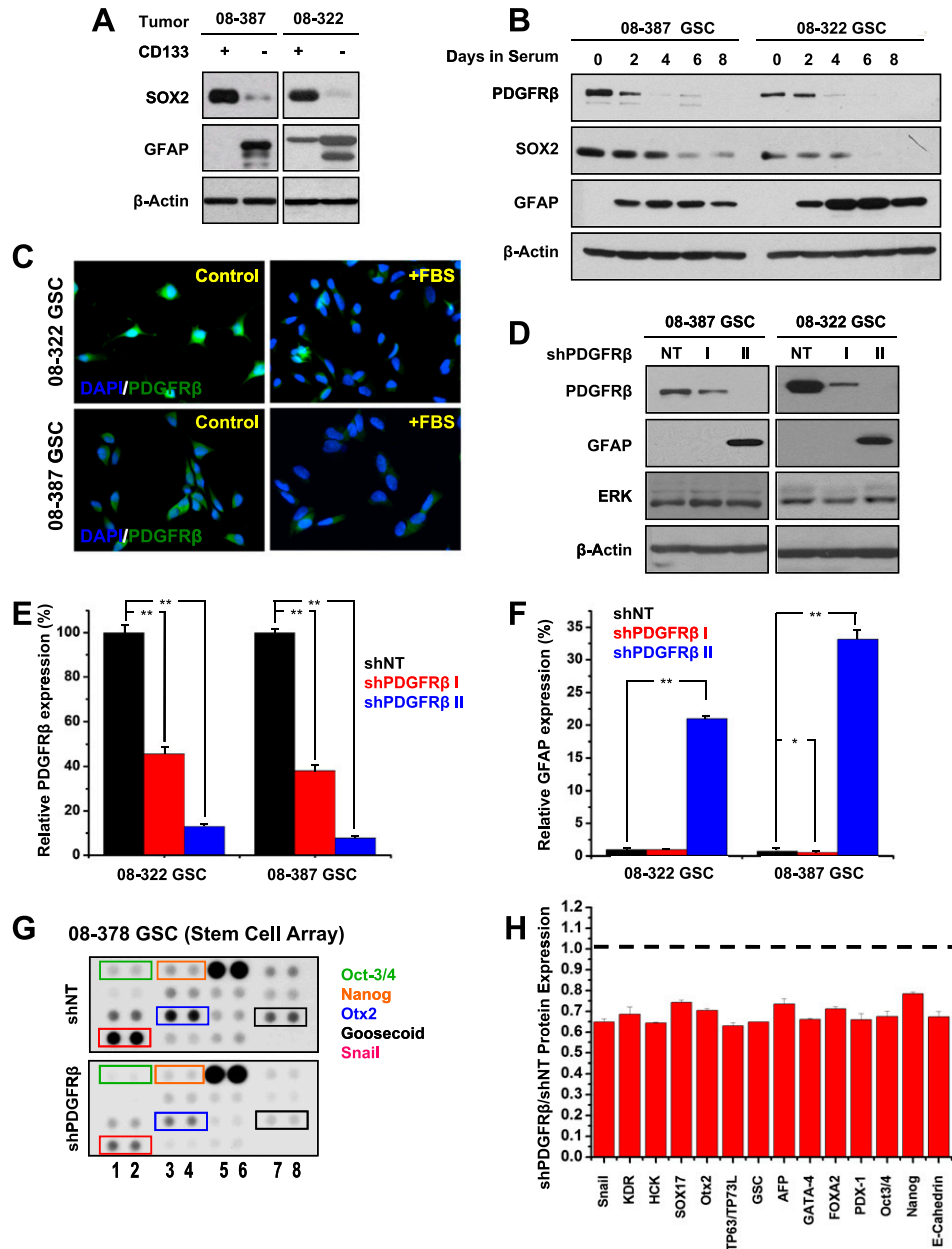 A
Tumor 08-387 08-322
CD133 + - + -
SOX2
GFAP
β-Actin
B
08-387 GSC 08-322 GSC
Days in Serum 0 2 4 6 8 0 2 4 6 8
PDGFRβ
SOX2
GFAP
β-Actin
C
08-322 GSC
Control
DAPI/PDGFRβ
+FBS
08-387 GSC
Control
DAPI/PDGFRβ
+FBS
D
08-387 GSC 08-322 GSC
shPDGFRβ NT I II NT I II
PDGFRβ
GFAP
ERK
β-Actin
E
Relative PDGFRβ expression (%)
100
80
60
40
20
0
** ** ** **
shNT
shPDGFRβ I
shPDGFRβ II
08-322 GSC 08-387 GSC
F
Relative GFAP expression (%)
35
30
25
20
15
10
5
0
shNT
shPDGFRβ I
shPDGFRβ II
** ** *
08-322 GSC 08-387 GSC
G
08-378 GSC (Stem Cell Array)
shNT
shPDGFRβ
Oct-3/4
Nanog
Otx2
Goosecoid
Snail
1 2 3 4 5 6 7 8
H
shPDGFRβ/shNT Protein Expression
1.2
1.1
1.0
0.9
0.8
0.7
0.6
0.5
0.4
0.3
0.2
0.1
0.0
Snail
KDR
HCK
SOX17
Otx2
TP63/TP73L
GSC
AFP
GATA-4
FOXA2
PDX-1
Oct3/4
Nanog
E-Cahedrin